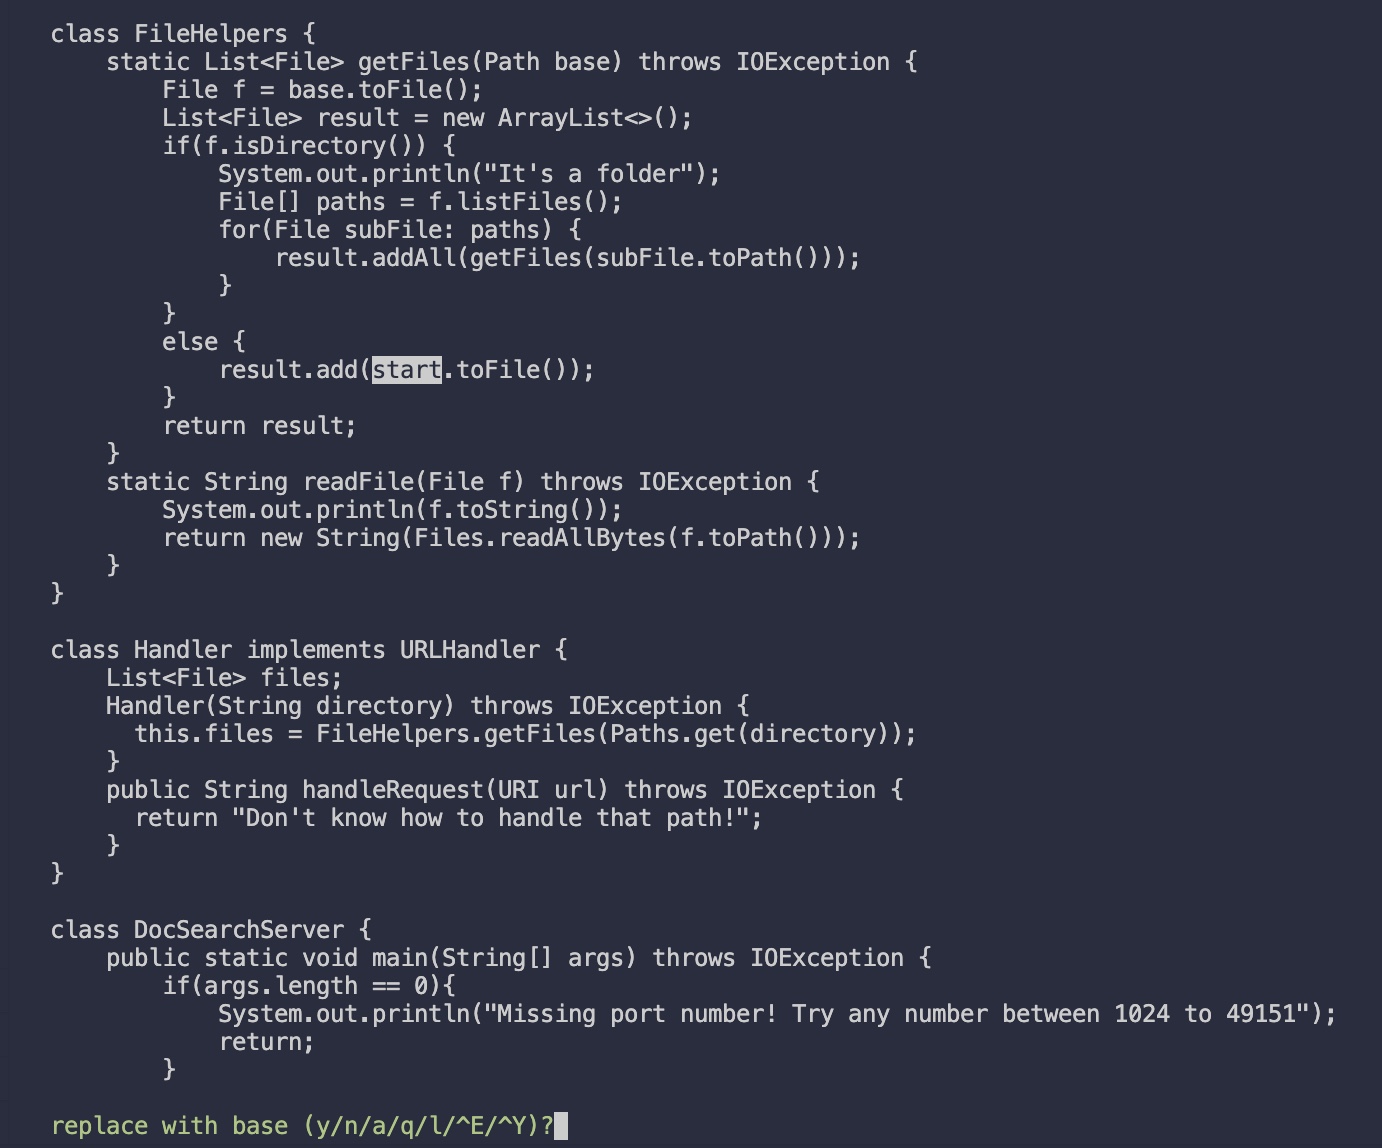 class FileHelpers {
    static List<File> getFiles(Path base) throws IOException {
        File f = base.toFile();
        List<File> result = new ArrayList<>();
        if(f.isDirectory()) {
            System.out.println("It's a folder");
            File[] paths = f.listFiles();
            for(File subFile: paths) {
                result.addAll(getFiles(subFile.toPath()));
            }
        }
        else {
            result.add(start.toFile());
        }
        return result;
    }
    static String readFile(File f) throws IOException {
        System.out.println(f.toString());
        return new String(Files.readAllBytes(f.toPath()));
    }
}

class Handler implements URLHandler {
    List<File> files;
    Handler(String directory) throws IOException {
      this.files = FileHelpers.getFiles(Paths.get(directory));
    }
    public String handleRequest(URI url) throws IOException {
      return "Don't know how to handle that path!";
    }
}

class DocSearchServer {
    public static void main(String[] args) throws IOException {
        if(args.length == 0){
            System.out.println("Missing port number! Try any number between 1024 to 49151");
            return;
        }

replace with base (y/n/a/q/l/^E/^Y)?